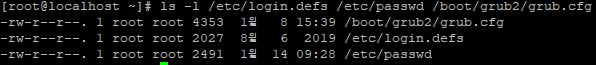 [root@localhost ~]# ls -l /etc/login.defs /etc/passwd /boot/grub2/grub.cfg
-rw-r--r--. 1 root root 4353  1월   8 15:39 /boot/grub2/grub.cfg
-rw-r--r--. 1 root root 2027  8월   6  2019 /etc/login.defs
-rw-r--r--. 1 root root 2491  1월  14 09:28 /etc/passwd